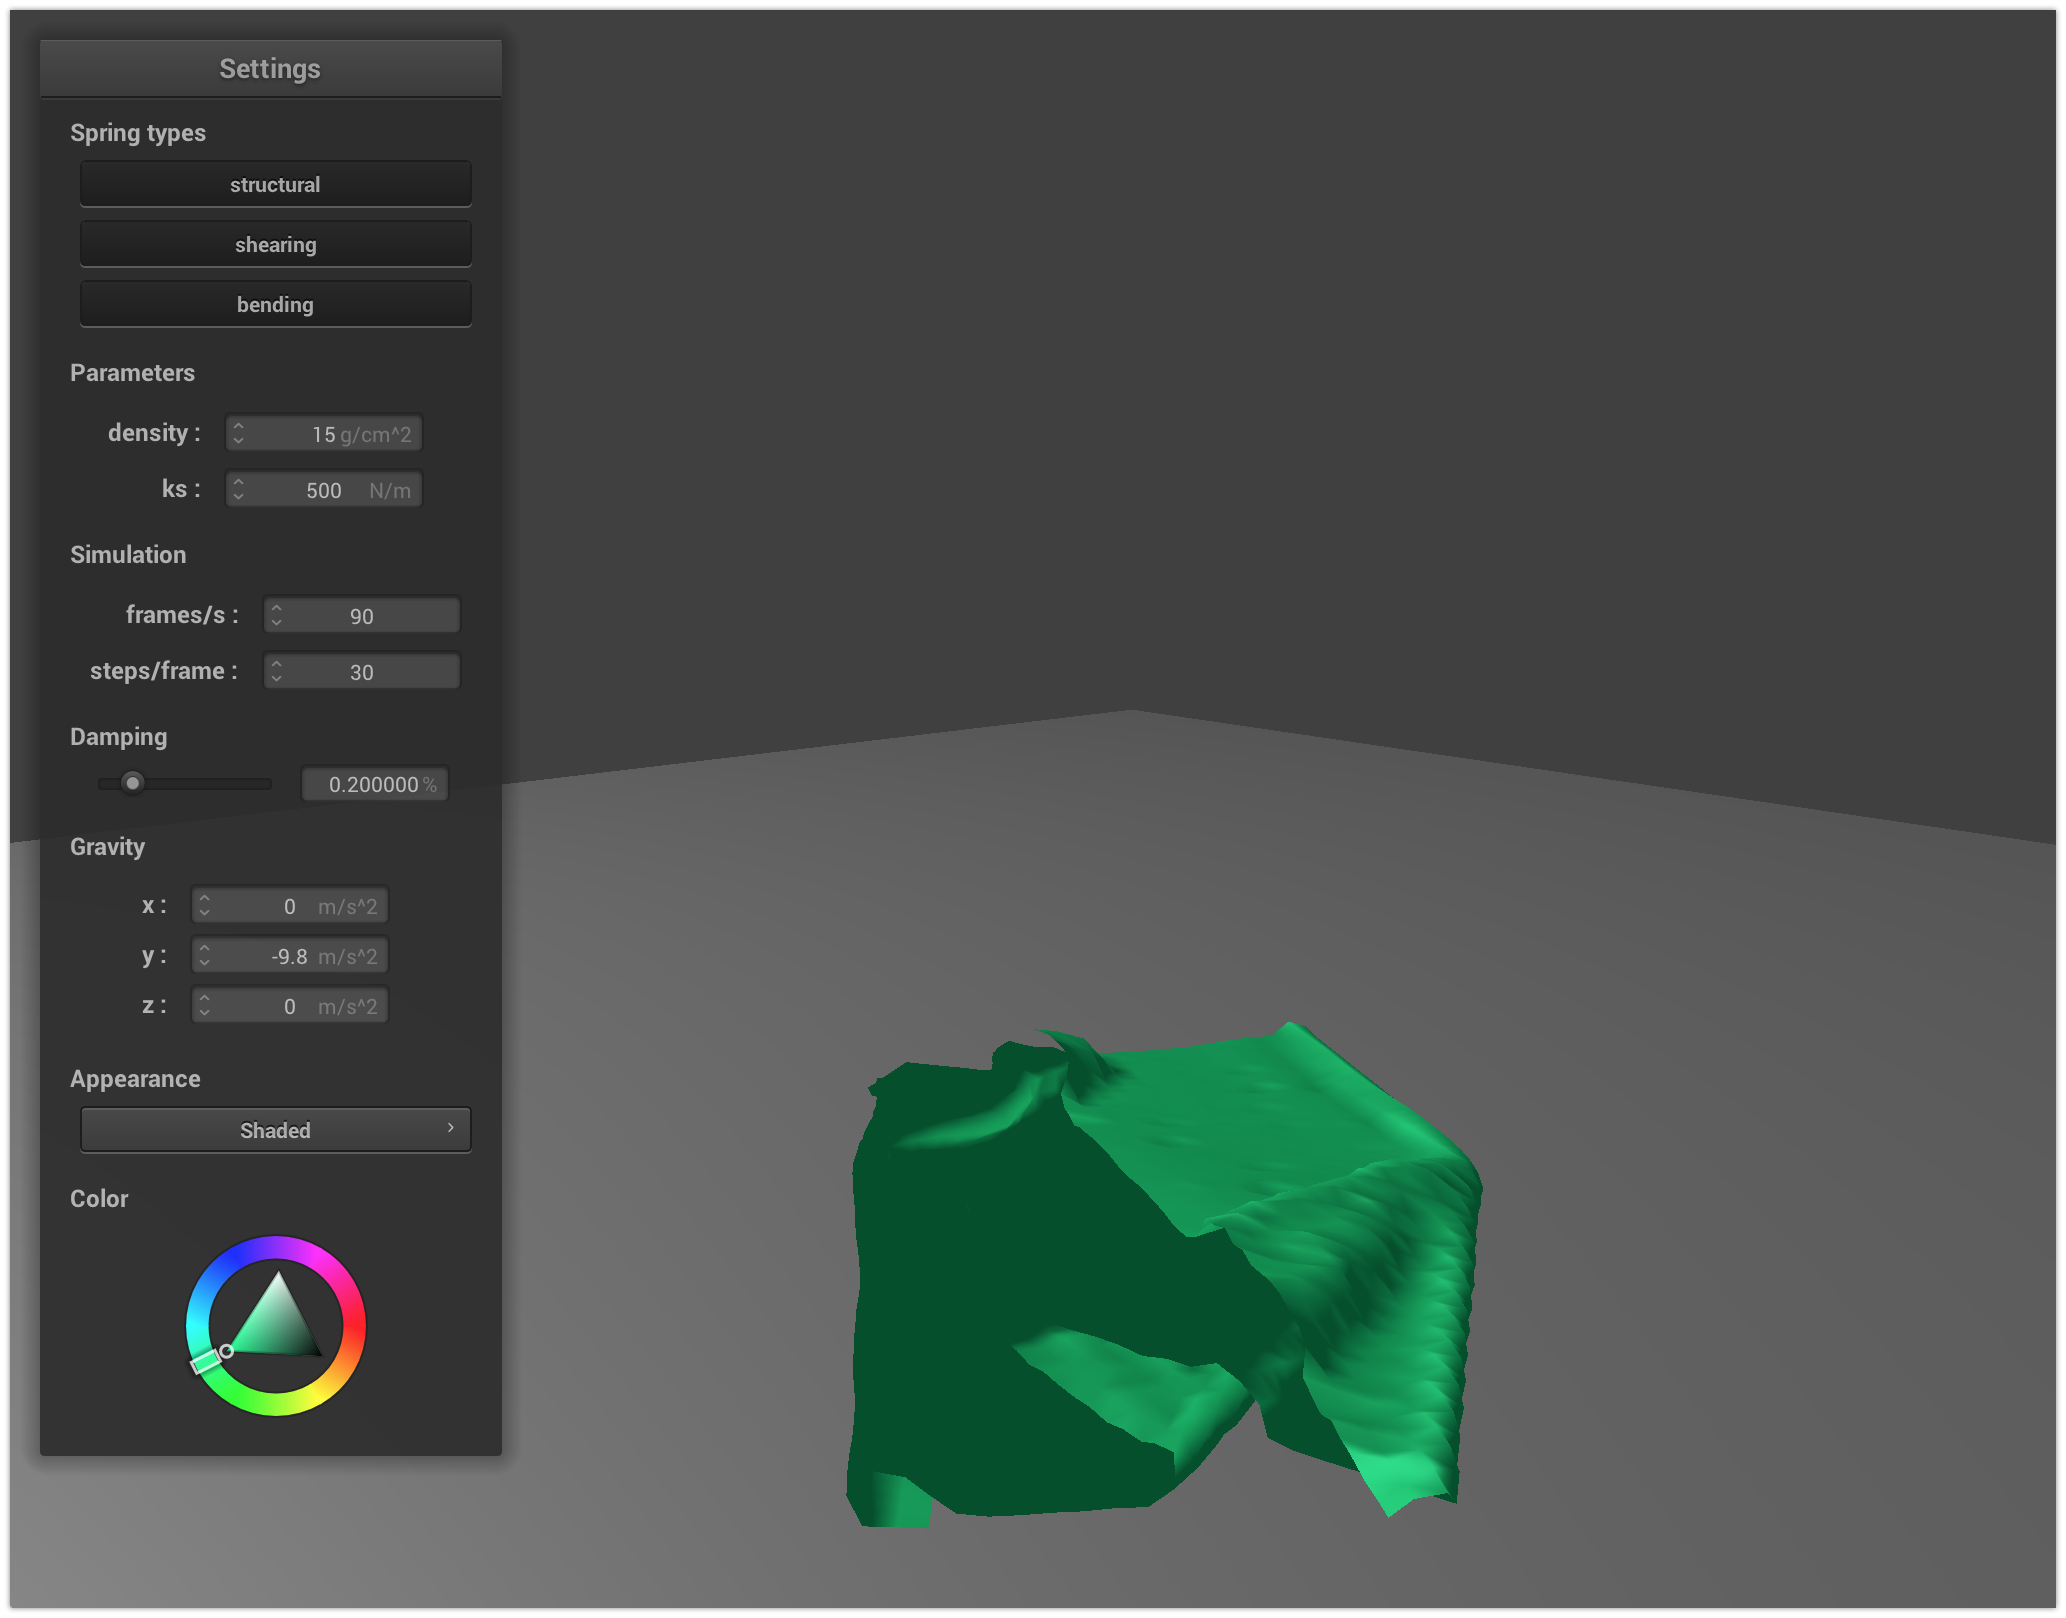 Settings
Spring types
structural
shearing
bending
Parameters
density : 15 g/cm^2
ks : 500 N/m
Simulation
frames/s : 90
steps/frame : 30
Damping
0.200000 %
Gravity
x : 0 m/s^2
y : -9.8 m/s^2
z : 0 m/s^2
Appearance
Shaded
Color